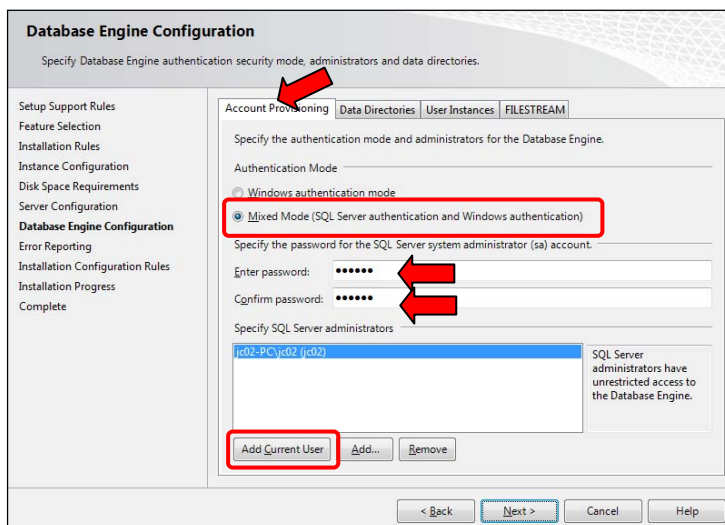 Database Engine Configuration
Specify Database Engine authentication security mode, administrators and data directories.
Setup Support Rules
Feature Selection
Installation Rules
Instance Configuration
Disk Space Requirements
Server Configuration
Database Engine Configuration
Error Reporting
Installation Configuration Rules
Installation Progress
Complete
Account Provisioning
Data Directories
User Instances
FILESTREAM
Specify the authentication mode and administrators for the Database Engine.
Authentication Mode
Windows authentication mode
Mixed Mode (SQL Server authentication and Windows authentication)
Specify the password for the SQL Server system administrator (sa) account.
Enter password: ●●●●●●
Confirm password: ●●●●●●
Specify SQL Server administrators
jc02-PC\jc02 (jc02)
SQL Server
administrators have
unrestricted access to
the Database Engine.
Add Current User
Add...
Remove
< Back
Next >
Cancel
Help